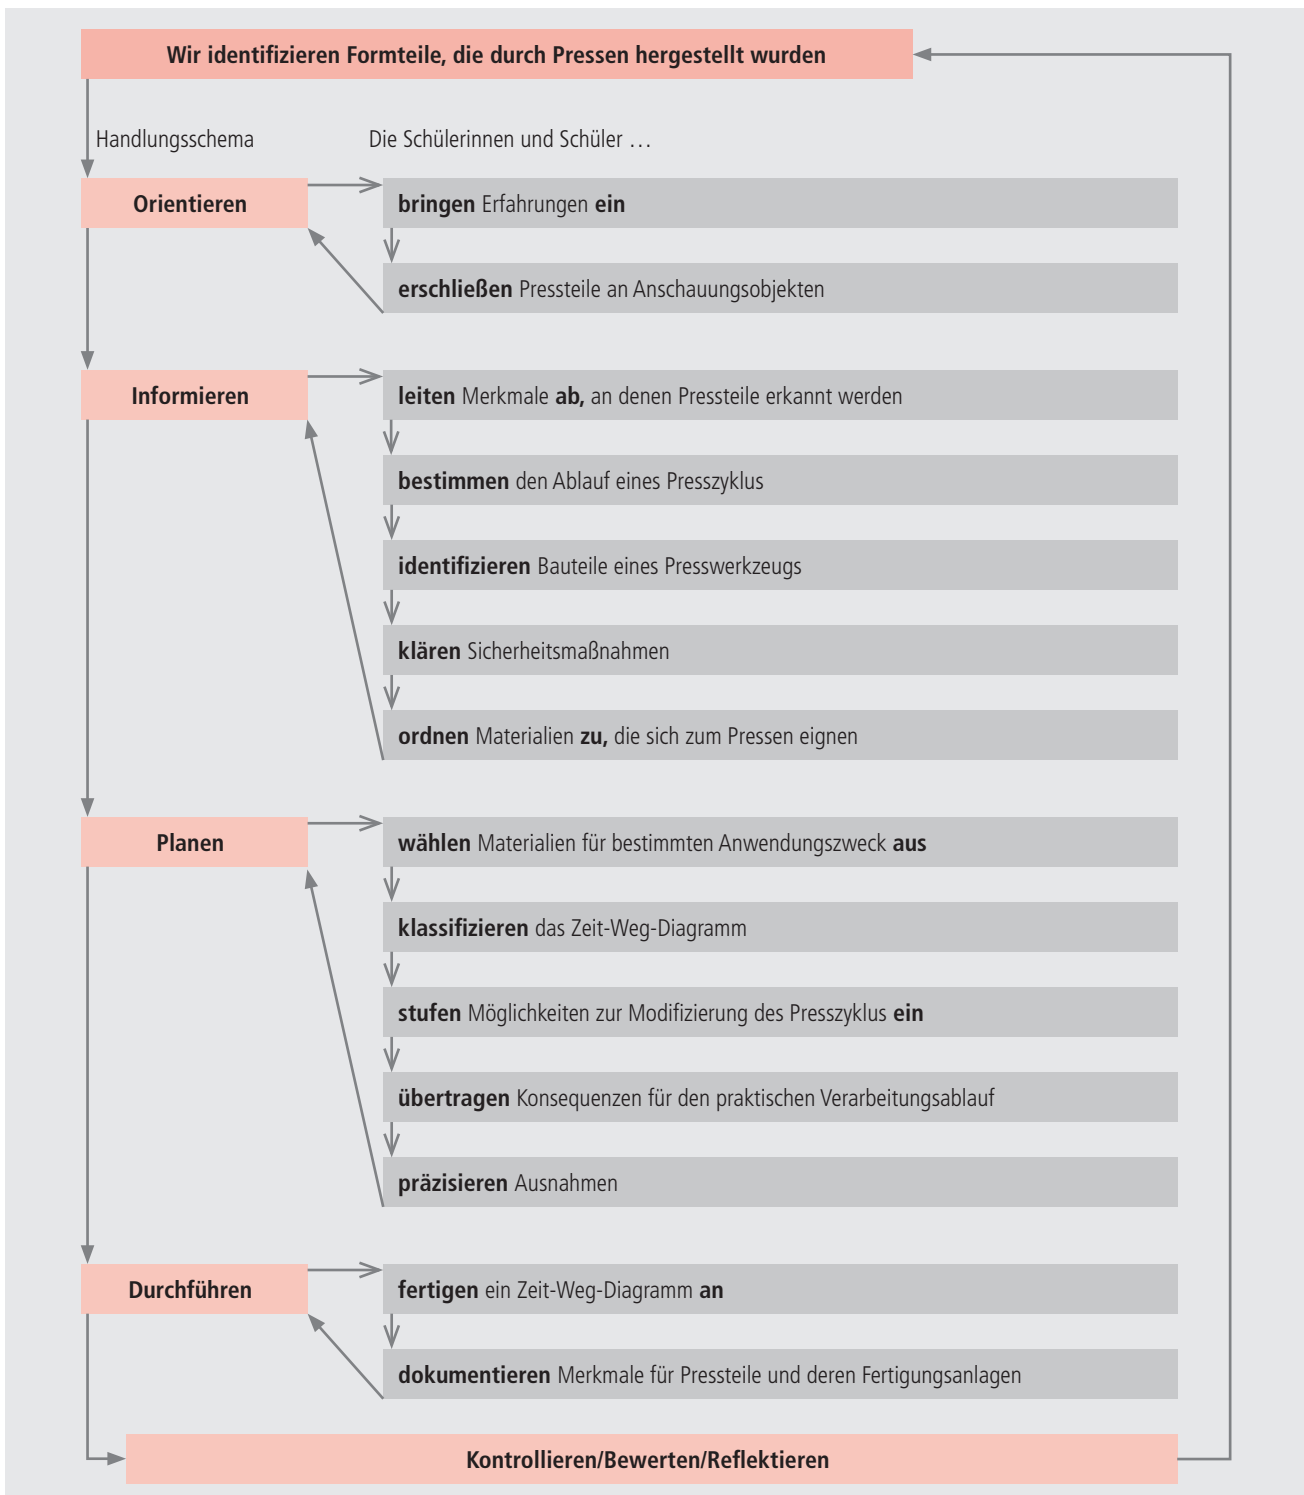 Wir identifizieren Formteile, die durch Pressen hergestellt wurden
Handlungsschema
Die Schülerinnen und Schüler …
Orientieren
bringen Erfahrungen ein
erschließen Pressteile an Anschauungsobjekten
Informieren
leiten Merkmale ab, an denen Pressteile erkannt werden
bestimmen den Ablauf eines Presszyklus
identifizieren Bauteile eines Presswerkzeugs
klären Sicherheitsmaßnahmen
ordnen Materialien zu, die sich zum Pressen eignen
Planen
wählen Materialien für bestimmten Anwendungszweck aus
klassifizieren das Zeit-Weg-Diagramm
stufen Möglichkeiten zur Modifizierung des Presszyklus ein
übertragen Konsequenzen für den praktischen Verarbeitungsablauf
präzisieren Ausnahmen
Durchführen
fertigen ein Zeit-Weg-Diagramm an
dokumentieren Merkmale für Pressteile und deren Fertigungsanlagen
Kontrollieren/Bewerten/Reflektieren